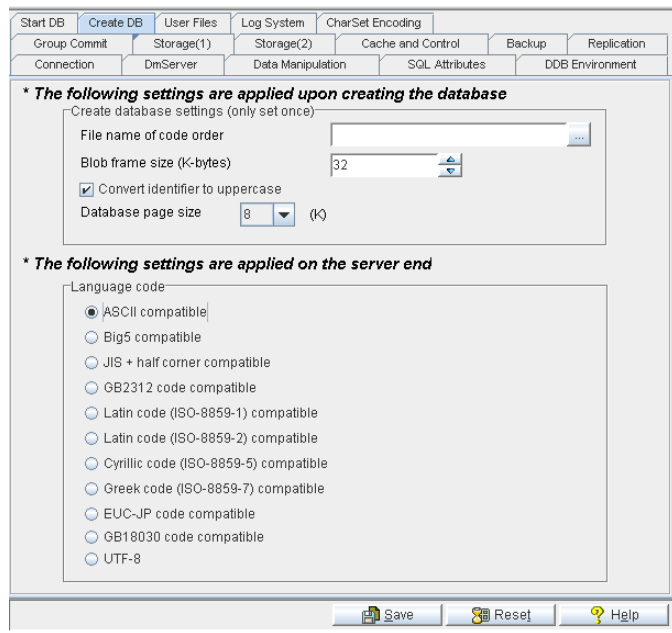 Start DB Create DB User Files Log System CharSet Encoding
Group Commit Storage(1) Storage(2) Cache and Control Backup Replication
Connection DmServer Data Manipulation SQL Attributes DDB Environment
* The following settings are applied upon creating the database
Create database settings (only set once)
File name of code order ...
Blob frame size (K-bytes) 32
Convert identifier to uppercase
Database page size 8 (K)
* The following settings are applied on the server end
Language code
ASCII compatible
Big5 compatible
JIS + half corner compatible
GB2312 code compatible
Latin code (ISO-8859-1) compatible
Latin code (ISO-8859-2) compatible
Cyrillic code (ISO-8859-5) compatible
Greek code (ISO-8859-7) compatible
EUC-JP code compatible
GB18030 code compatible
UTF-8
Save Reset Help